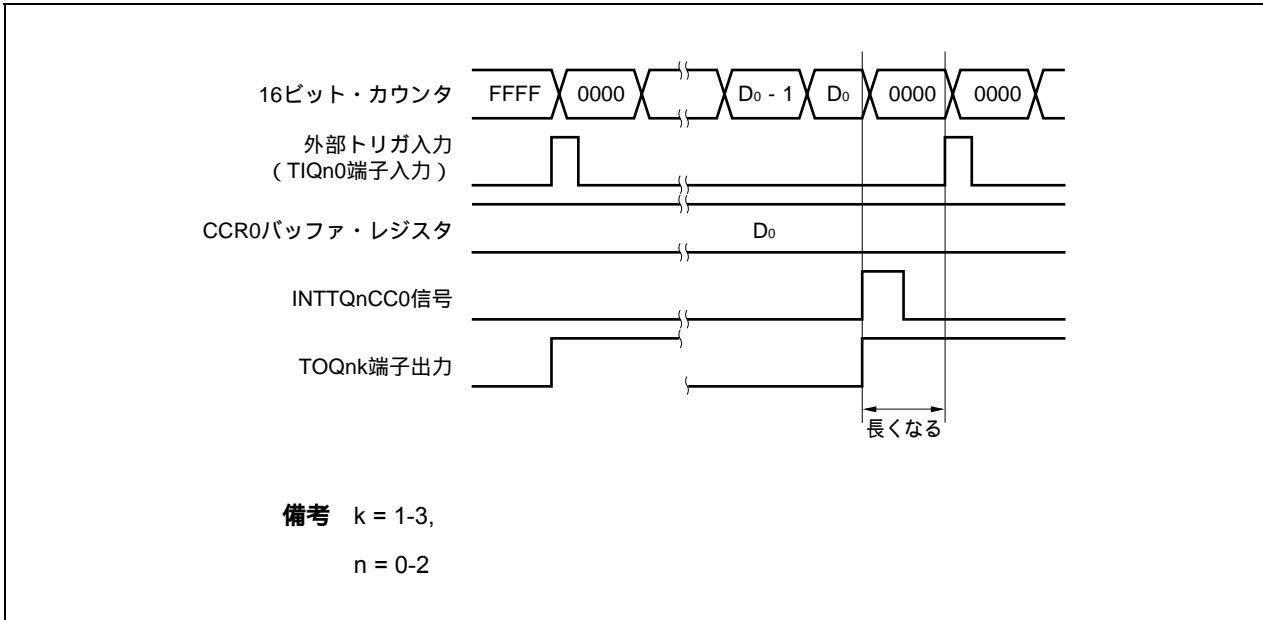 16ビット・カウンタ FFFF 0000 D0 - 1 D0 0000 0000
外部トリガ入力
（TIQn0端子入力）
CCR0バッファ・レジスタ D0
INTTQnCC0信号
TOQnk端子出力
長くなる
備考 k = 1-3,
n = 0-2